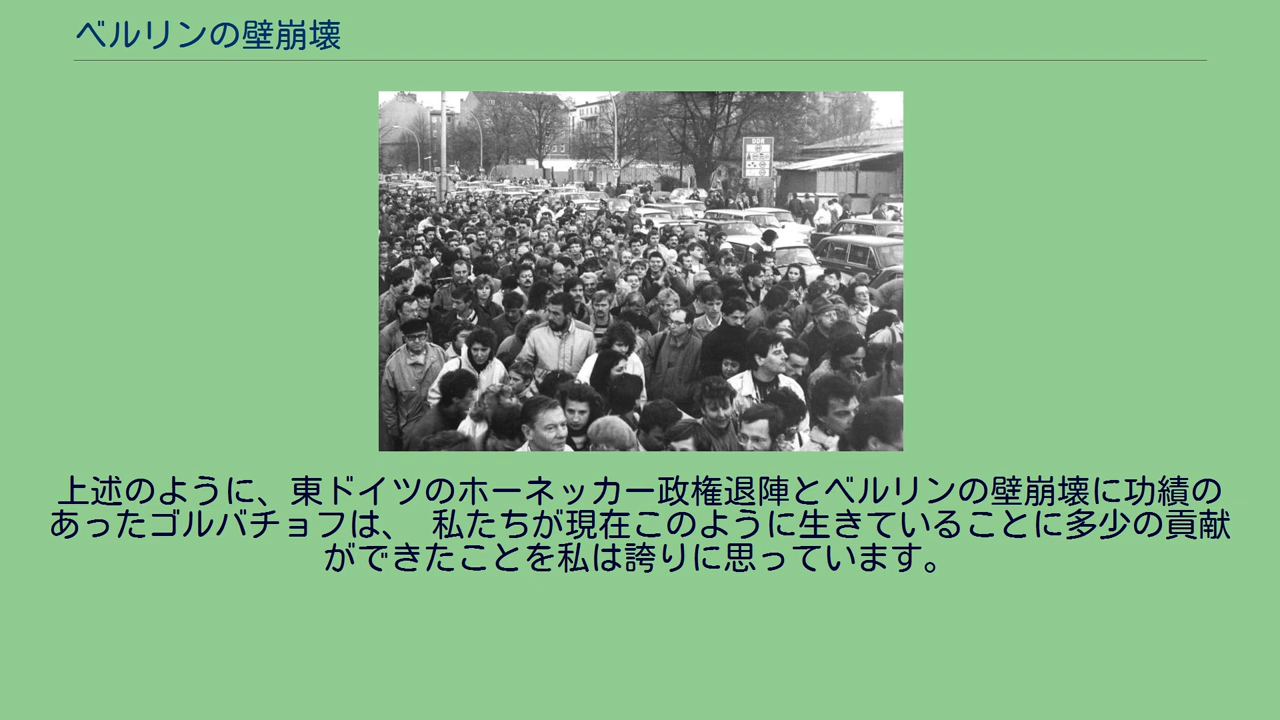 ベルリンの壁崩壊
DDR
上述のように、東ドイツのホーネッカー政権退陣とベルリンの壁崩壊に功績の
あったゴルバチョフは、 私たちが現在このように生きていることに多少の貢献
ができたことを私は誇りに思っています。